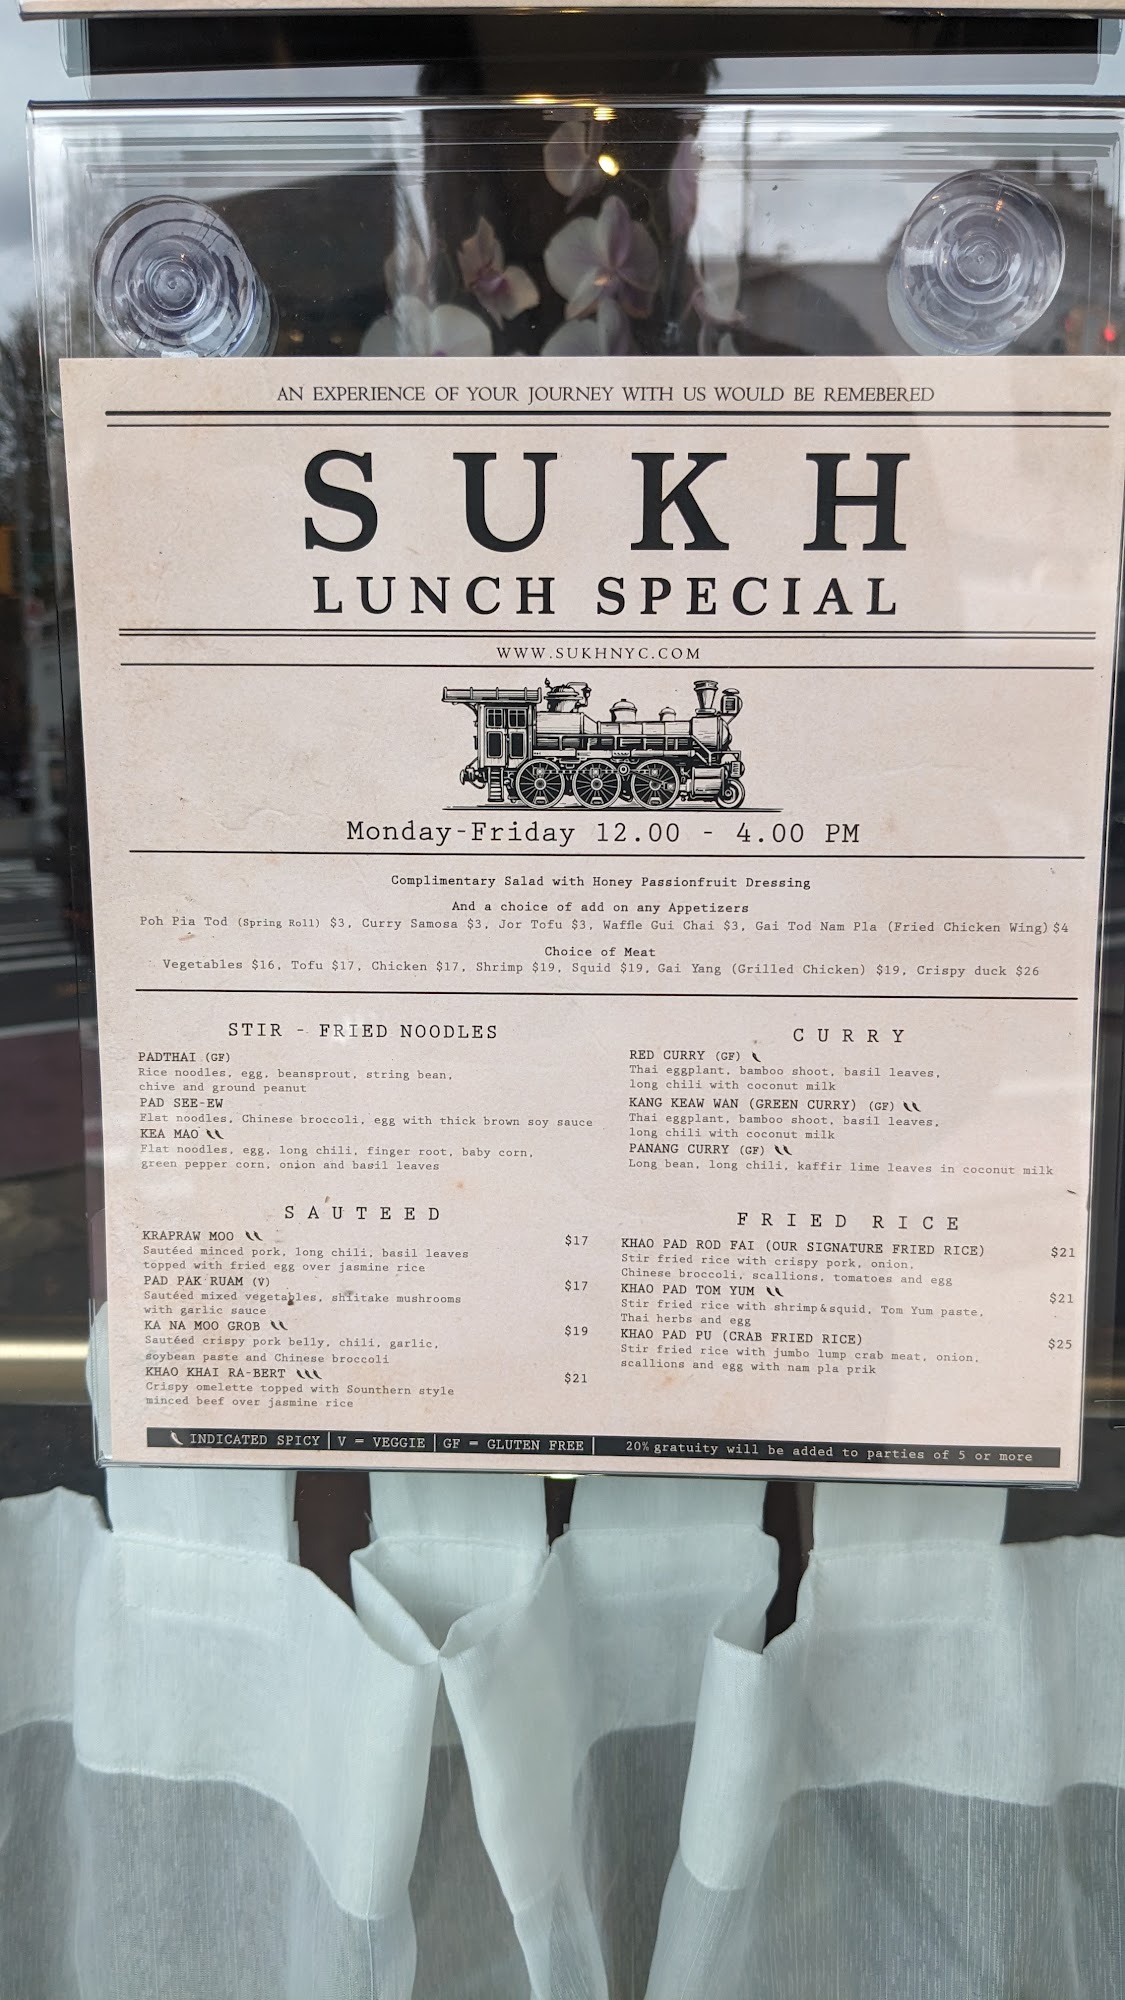 AN EXPERIENCE OF YOUR JOURNEY WITH US WOULD BE REMEBERED
SUKH
LUNCH SPECIAL
WWW.SUKHNYC.COM
Monday-Friday 12.00 - 4.00 PM
Complimentary Salad with Honey Passionfruit Dressing
And a choice of add on any Appetizers
Poh Pia Tod (Spring Roll) $3, Curry Samosa $3, Jor Tofu $3, Waffle Gui Chai $3, Gai Tod Nam Pla (Fried Chicken Wing) $4
Choice of Meat
Vegetables $16, Tofu $17, Chicken $17, Shrimp $19, Squid $19, Gai Yang (Grilled Chicken) $19, Crispy duck $26
STIR - FRIED NOODLES
PADTHAI (GF)
Rice noodles, egg, beansprout, string bean,
chive and ground peanut
PAD SEE-EW
Flat noodles, Chinese broccoli, egg with thick brown soy sauce
KEA MAO
Flat noodles, egg, long chili, finger root, baby corn,
green pepper corn, onion and basil leaves
CURRY
RED CURRY (GF)
Thai eggplant, bamboo shoot, basil leaves,
long chili with coconut milk
KANG KEAW WAN (GREEN CURRY) (GF)
Thai eggplant, bamboo shoot, basil leaves,
long chili with coconut milk
PANANG CURRY (GF)
Long bean, long chili, kaffir lime leaves in coconut milk
SAUTEED
KRAPRAW MOO $17
Sautéed minced pork, long chili, basil leaves
topped with fried egg over jasmine rice
PAD PAK RUAM (V) $17
Sautéed mixed vegetables, shiitake mushrooms
with garlic sauce
KA NA MOO GROB $19
Sautéed crispy pork belly, chili, garlic,
soybean paste and Chinese broccoli
KHAO KHAI RA-BERT $21
Crispy omelette topped with Sounthern style
minced beef over jasmine rice
FRIED RICE
KHAO PAD ROD FAI (OUR SIGNATURE FRIED RICE) $21
Stir fried rice with crispy pork, onion,
Chinese broccoli, scallions, tomatoes and egg
KHAO PAD TOM YUM $21
Stir fried rice with shrimp&squid, Tom Yum paste,
Thai herbs and egg
KHAO PAD PU (CRAB FRIED RICE) $25
Stir fried rice with jumbo lump crab meat, onion,
scallions and egg with nam pla prik
INDICATED SPICY | V = VEGGIE | GF = GLUTEN FREE | 20% gratuity will be added to parties of 5 or more